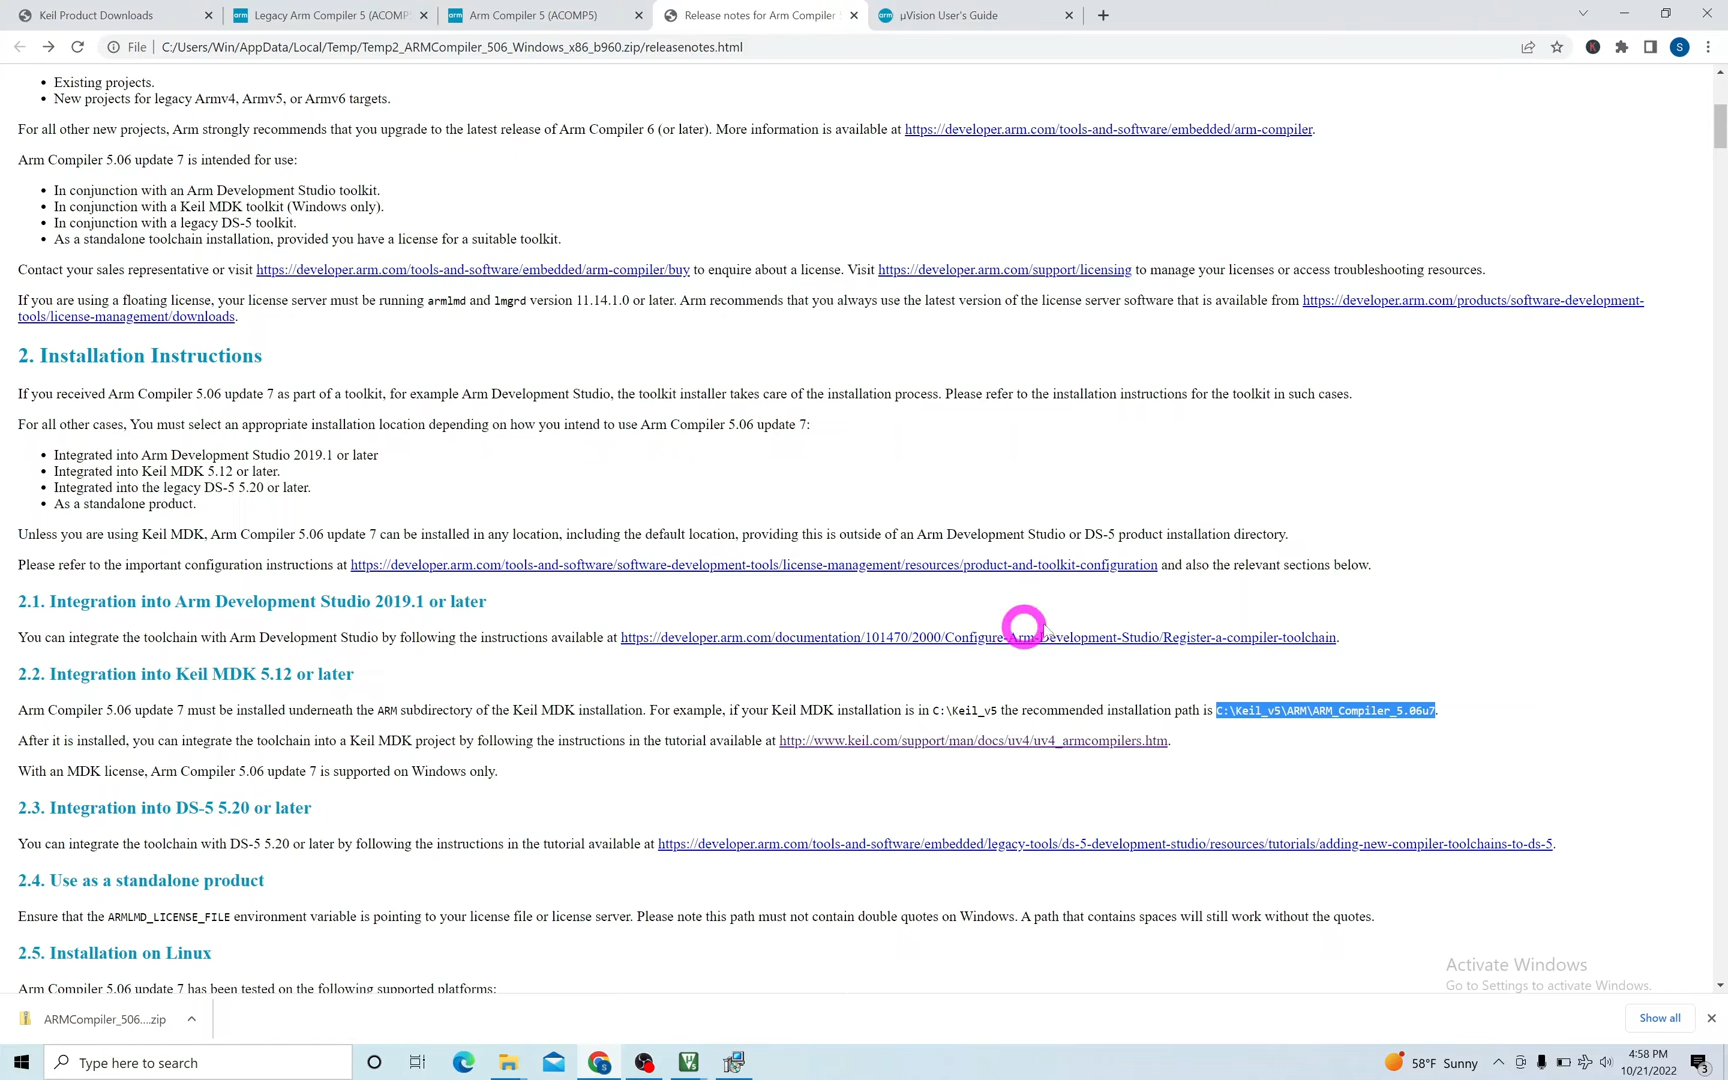 Keil Product Downloads
Legacy Arm Compiler 5 (ACOMP5
Arm Compiler 5 (ACOMP5)
Release notes for Arm Compiler
µVision User's Guide
File
C:/Users/Win/AppData/Local/Temp/Temp2_ARMCompiler_506_Windows_x86_b960.zip/releasenotes.html
K
S
• Existing projects.
• New projects for legacy Armv4, Armv5, or Armv6 targets.
For all other new projects, Arm strongly recommends that you upgrade to the latest release of Arm Compiler 6 (or later). More information is available at https://developer.arm.com/tools-and-software/embedded/arm-compiler.
Arm Compiler 5.06 update 7 is intended for use:
• In conjunction with an Arm Development Studio toolkit.
• In conjunction with a Keil MDK toolkit (Windows only).
• In conjunction with a legacy DS-5 toolkit.
• As a standalone toolchain installation, provided you have a license for a suitable toolkit.
Contact your sales representative or visit https://developer.arm.com/tools-and-software/embedded/arm-compiler/buy to enquire about a license. Visit https://developer.arm.com/support/licensing to manage your licenses or access troubleshooting resources.
If you are using a floating license, your license server must be running armlmd and lmgrd version 11.14.1.0 or later. Arm recommends that you always use the latest version of the license server software that is available from https://developer.arm.com/products/software-development-
tools/license-management/downloads.
2. Installation Instructions
If you received Arm Compiler 5.06 update 7 as part of a toolkit, for example Arm Development Studio, the toolkit installer takes care of the installation process. Please refer to the installation instructions for the toolkit in such cases.
For all other cases, You must select an appropriate installation location depending on how you intend to use Arm Compiler 5.06 update 7:
• Integrated into Arm Development Studio 2019.1 or later
• Integrated into Keil MDK 5.12 or later.
• Integrated into the legacy DS-5 5.20 or later.
• As a standalone product.
Unless you are using Keil MDK, Arm Compiler 5.06 update 7 can be installed in any location, including the default location, providing this is outside of an Arm Development Studio or DS-5 product installation directory.
Please refer to the important configuration instructions at https://developer.arm.com/tools-and-software/software-development-tools/license-management/resources/product-and-toolkit-configuration and also the relevant sections below.
2.1. Integration into Arm Development Studio 2019.1 or later
You can integrate the toolchain with Arm Development Studio by following the instructions available at https://developer.arm.com/documentation/101470/2000/Configure-Arm-Development-Studio/Register-a-compiler-toolchain.
2.2. Integration into Keil MDK 5.12 or later
Arm Compiler 5.06 update 7 must be installed underneath the ARM subdirectory of the Keil MDK installation. For example, if your Keil MDK installation is in C:\Keil_v5 the recommended installation path is C:\Keil_v5\ARM\ARM_Compiler_5.06u7.
After it is installed, you can integrate the toolchain into a Keil MDK project by following the instructions in the tutorial available at http://www.keil.com/support/man/docs/uv4/uv4_armcompilers.htm.
With an MDK license, Arm Compiler 5.06 update 7 is supported on Windows only.
2.3. Integration into DS-5 5.20 or later
You can integrate the toolchain with DS-5 5.20 or later by following the instructions in the tutorial available at https://developer.arm.com/tools-and-software/embedded/legacy-tools/ds-5-development-studio/resources/tutorials/adding-new-compiler-toolchains-to-ds-5.
2.4. Use as a standalone product
Ensure that the ARMLMD_LICENSE_FILE environment variable is pointing to your license file or license server. Please note this path must not contain double quotes on Windows. A path that contains spaces will still work without the quotes.
2.5. Installation on Linux
Arm Compiler 5.06 update 7 has been tested on the following supported platforms:
Activate Windows
Go to Settings to activate Windows.
ARMCompiler_506....zip
Show all
Type here to search
58°F Sunny
4:58 PM
10/21/2022
3